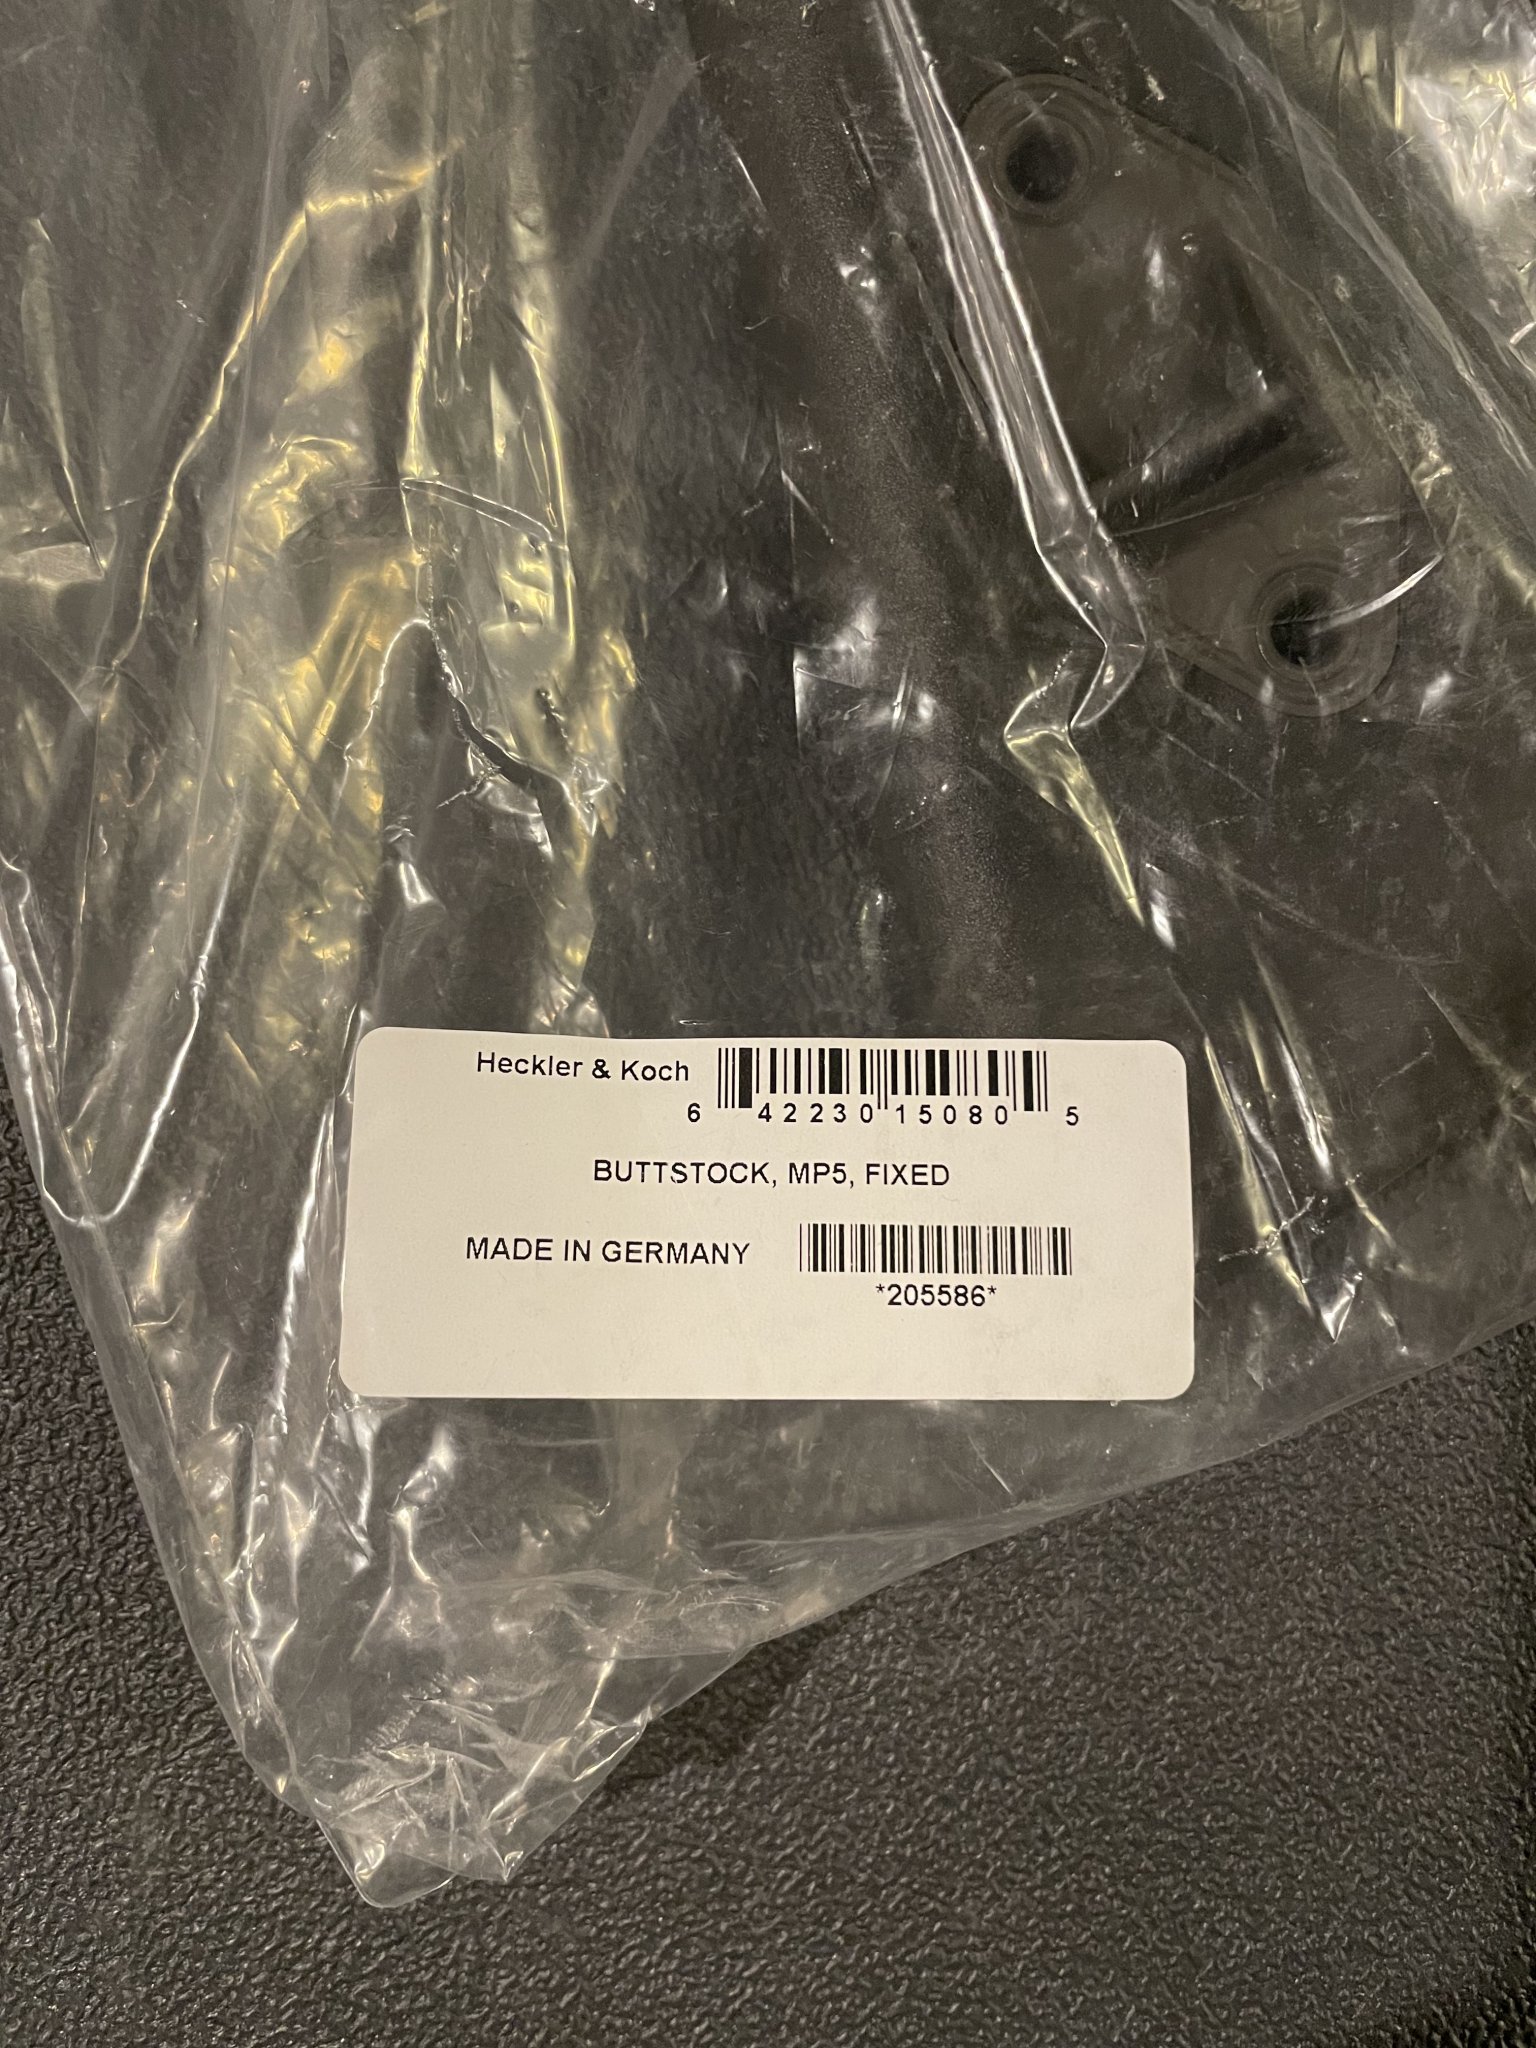 Heckler & Koch
6 42230 15080 5
BUTTSTOCK, MP5, FIXED
MADE IN GERMANY
*205586*